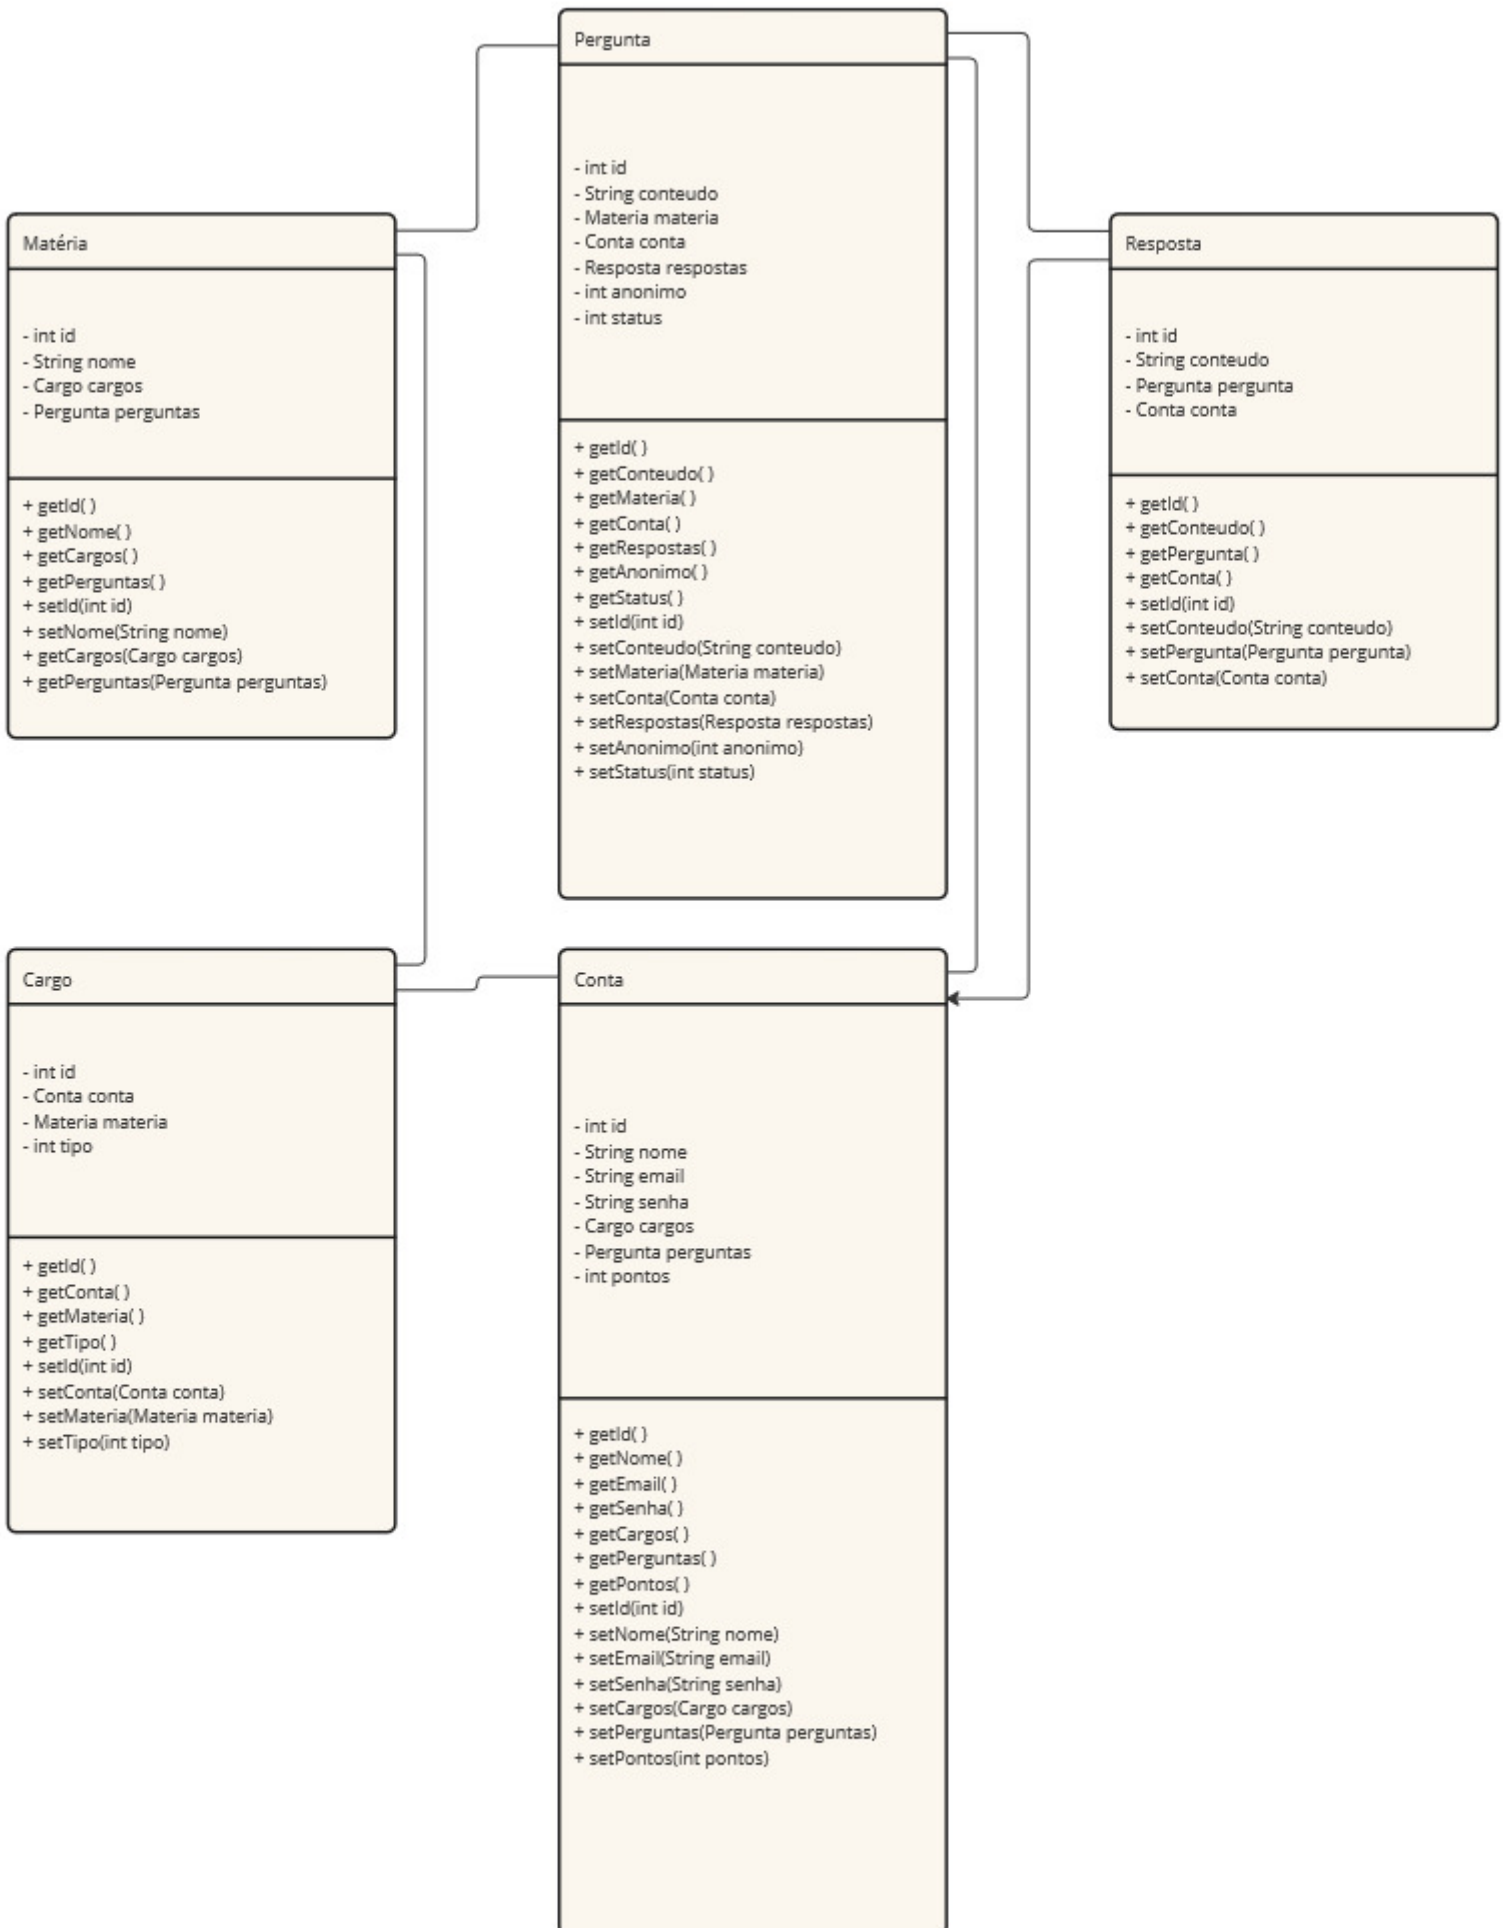 Pergunta
- int id
- String conteudo
- Materia materia
- Conta conta
- Resposta respostas
- int anonimo
- int status
+ getId( )
+ getConteudo( )
+ getMateria( )
+ getConta( )
+ getRespostas( )
+ getAnonimo( )
+ getStatus( )
+ setId(int id)
+ setConteudo(String conteudo)
+ setMateria(Materia materia)
+ setConta(Conta conta)
+ setRespostas(Resposta respostas)
+ setAnonimo(int anonimo)
+ setStatus(int status)
Matéria
- int id
- String nome
- Cargo cargos
- Pergunta perguntas
+ getId( )
+ getNome( )
+ getCargos( )
+ getPerguntas( )
+ setId(int id)
+ setNome(String nome)
+ getCargos(Cargo cargos)
+ getPerguntas(Pergunta perguntas)
Resposta
- int id
- String conteudo
- Pergunta pergunta
- Conta conta
+ getId( )
+ getConteudo( )
+ getPergunta( )
+ getConta( )
+ setId(int id)
+ setConteudo(String conteudo)
+ setPergunta(Pergunta pergunta)
+ setConta(Conta conta)
Cargo
- int id
- Conta conta
- Materia materia
- int tipo
+ getId( )
+ getConta( )
+ getMateria( )
+ getTipo( )
+ setId(int id)
+ setConta(Conta conta)
+ setMateria(Materia materia)
+ setTipo(int tipo)
Conta
- int id
- String nome
- String email
- String senha
- Cargo cargos
- Pergunta perguntas
- int pontos
+ getId( )
+ getNome( )
+ getEmail( )
+ getSenha( )
+ getCargos( )
+ getPerguntas( )
+ getPontos( )
+ setId(int id)
+ setNome(String nome)
+ setEmail(String email)
+ setSenha(String senha)
+ setCargos(Cargo cargos)
+ setPerguntas(Pergunta perguntas)
+ setPontos(int pontos)